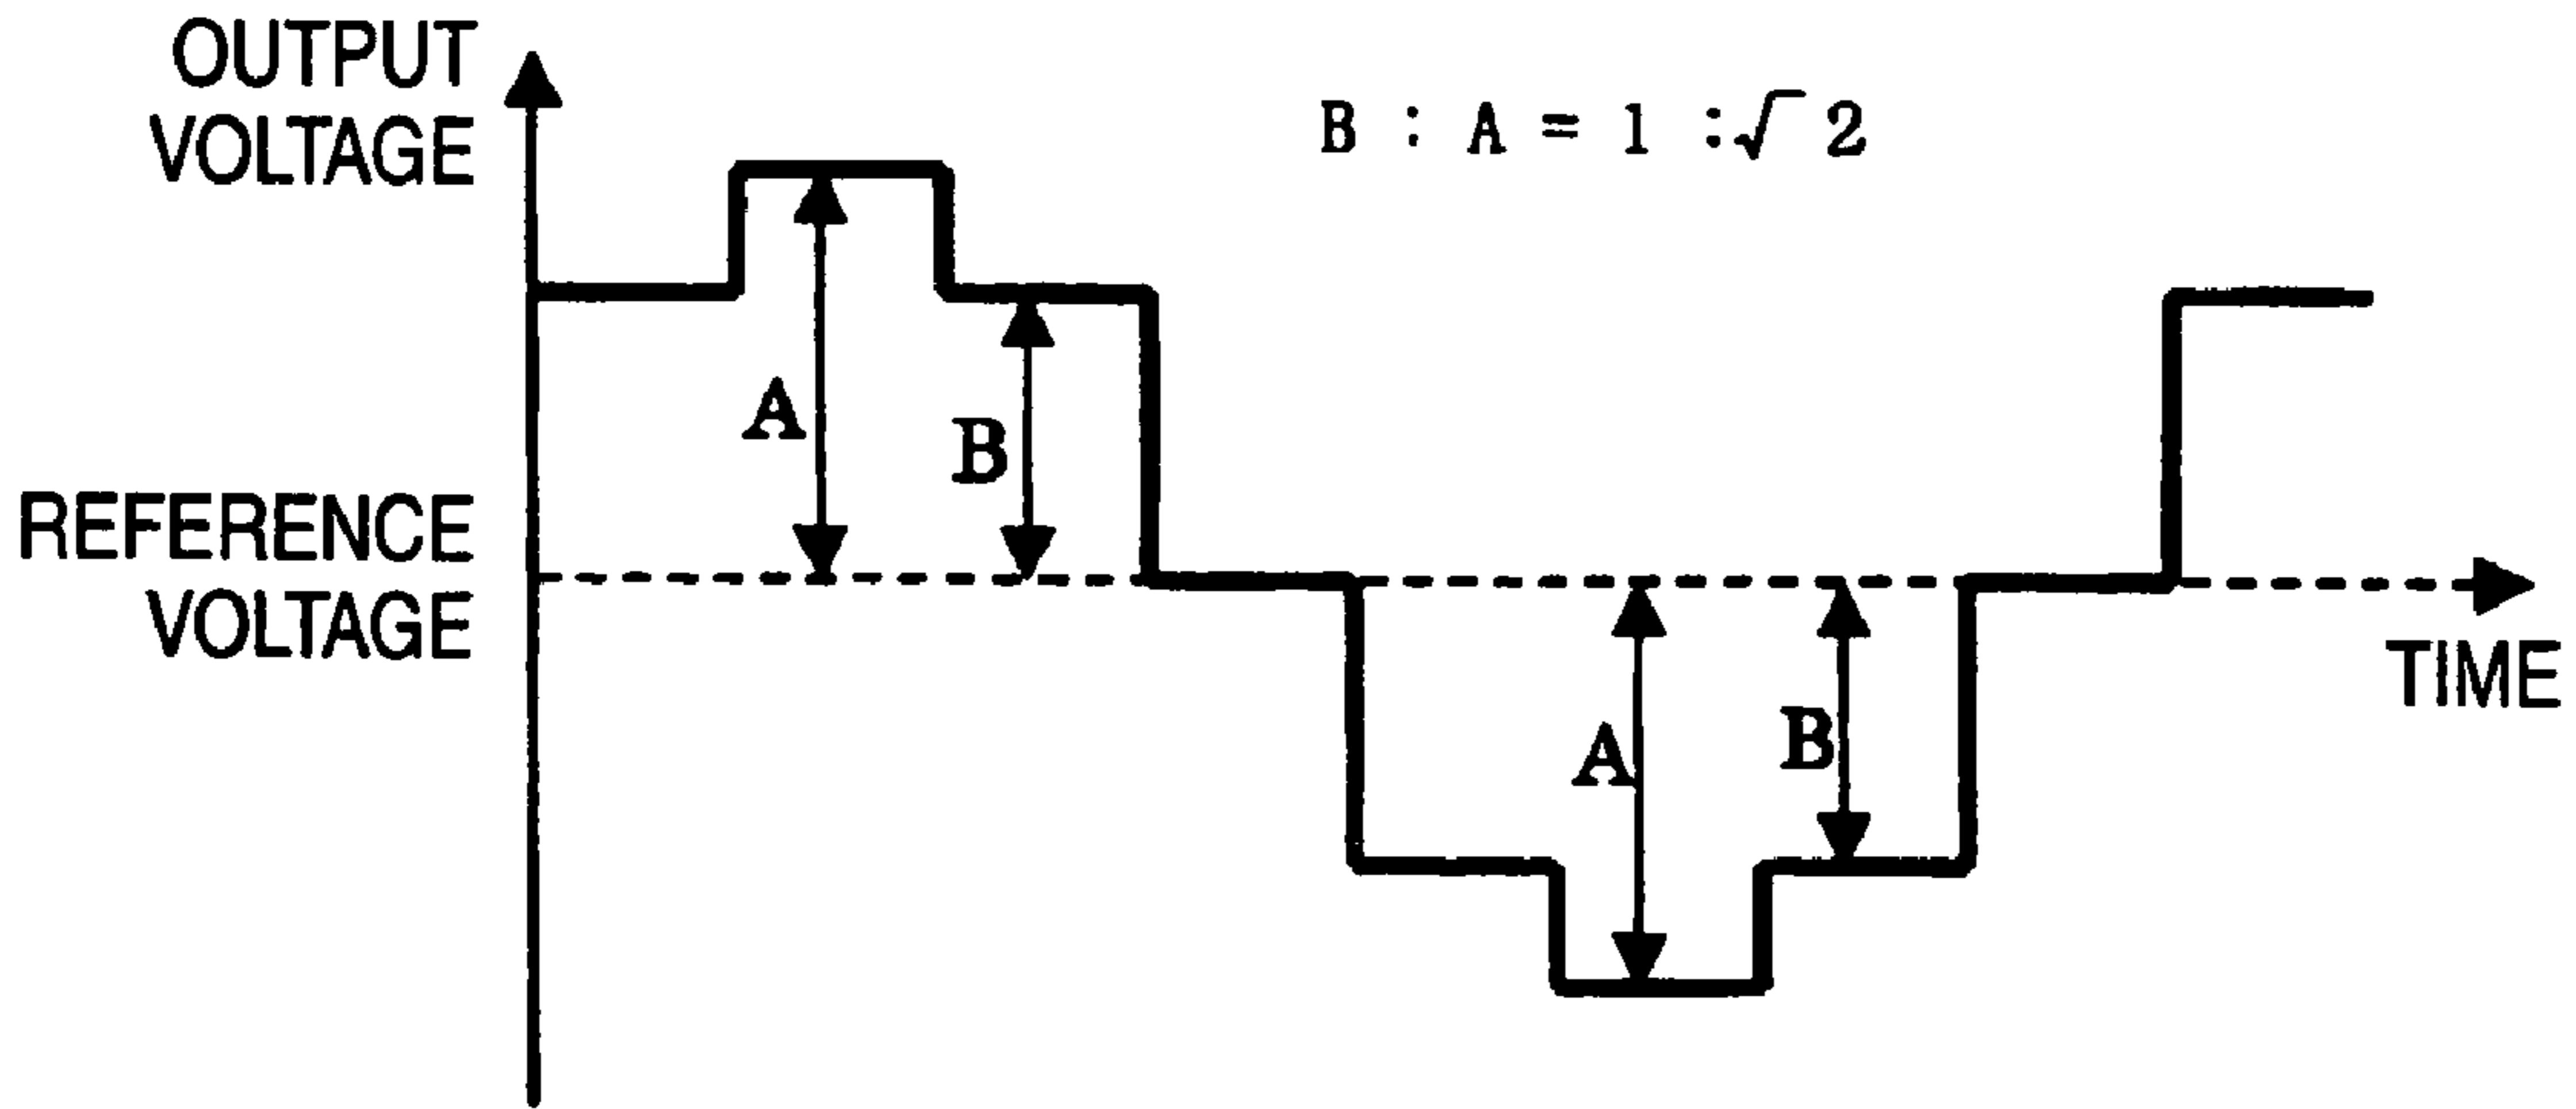 OUTPUT
VOLTAGE
B : A = 1 : √2
A
B
REFERENCE
VOLTAGE
A
B
TIME